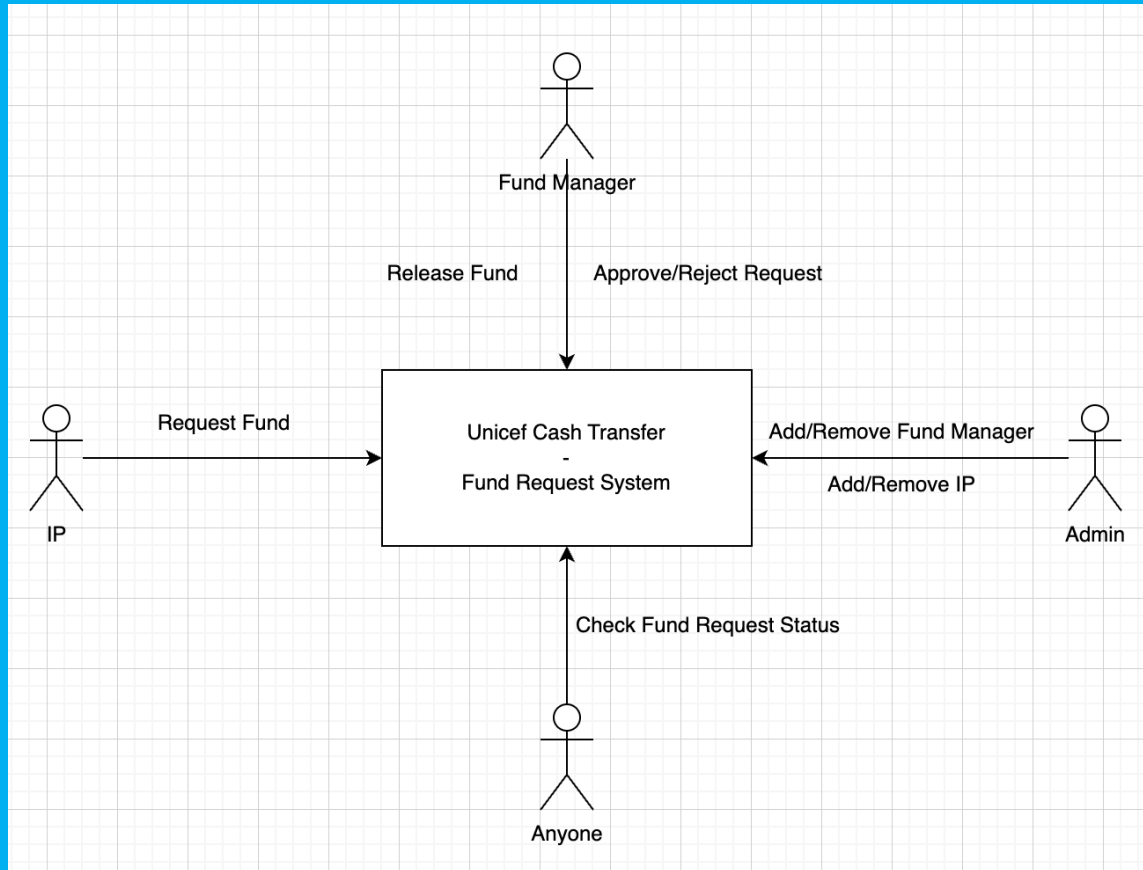 Fund Manager
Release Fund
Approve/Reject Request
Request Fund
Unicef Cash Transfer
-
Fund Request System
Add/Remove Fund Manager
Add/Remove IP
IP
Admin
Check Fund Request Status
Anyone